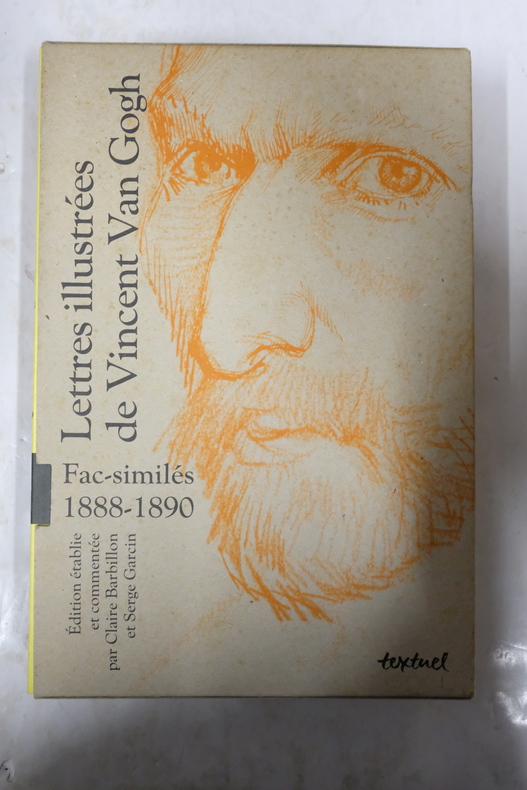 Lettres illustrées
de Vincent Van Gogh
Fac-similés
1888-1890
Édition établie
et commentée
par Claire Barbillon
et Serge Garcin
textuel